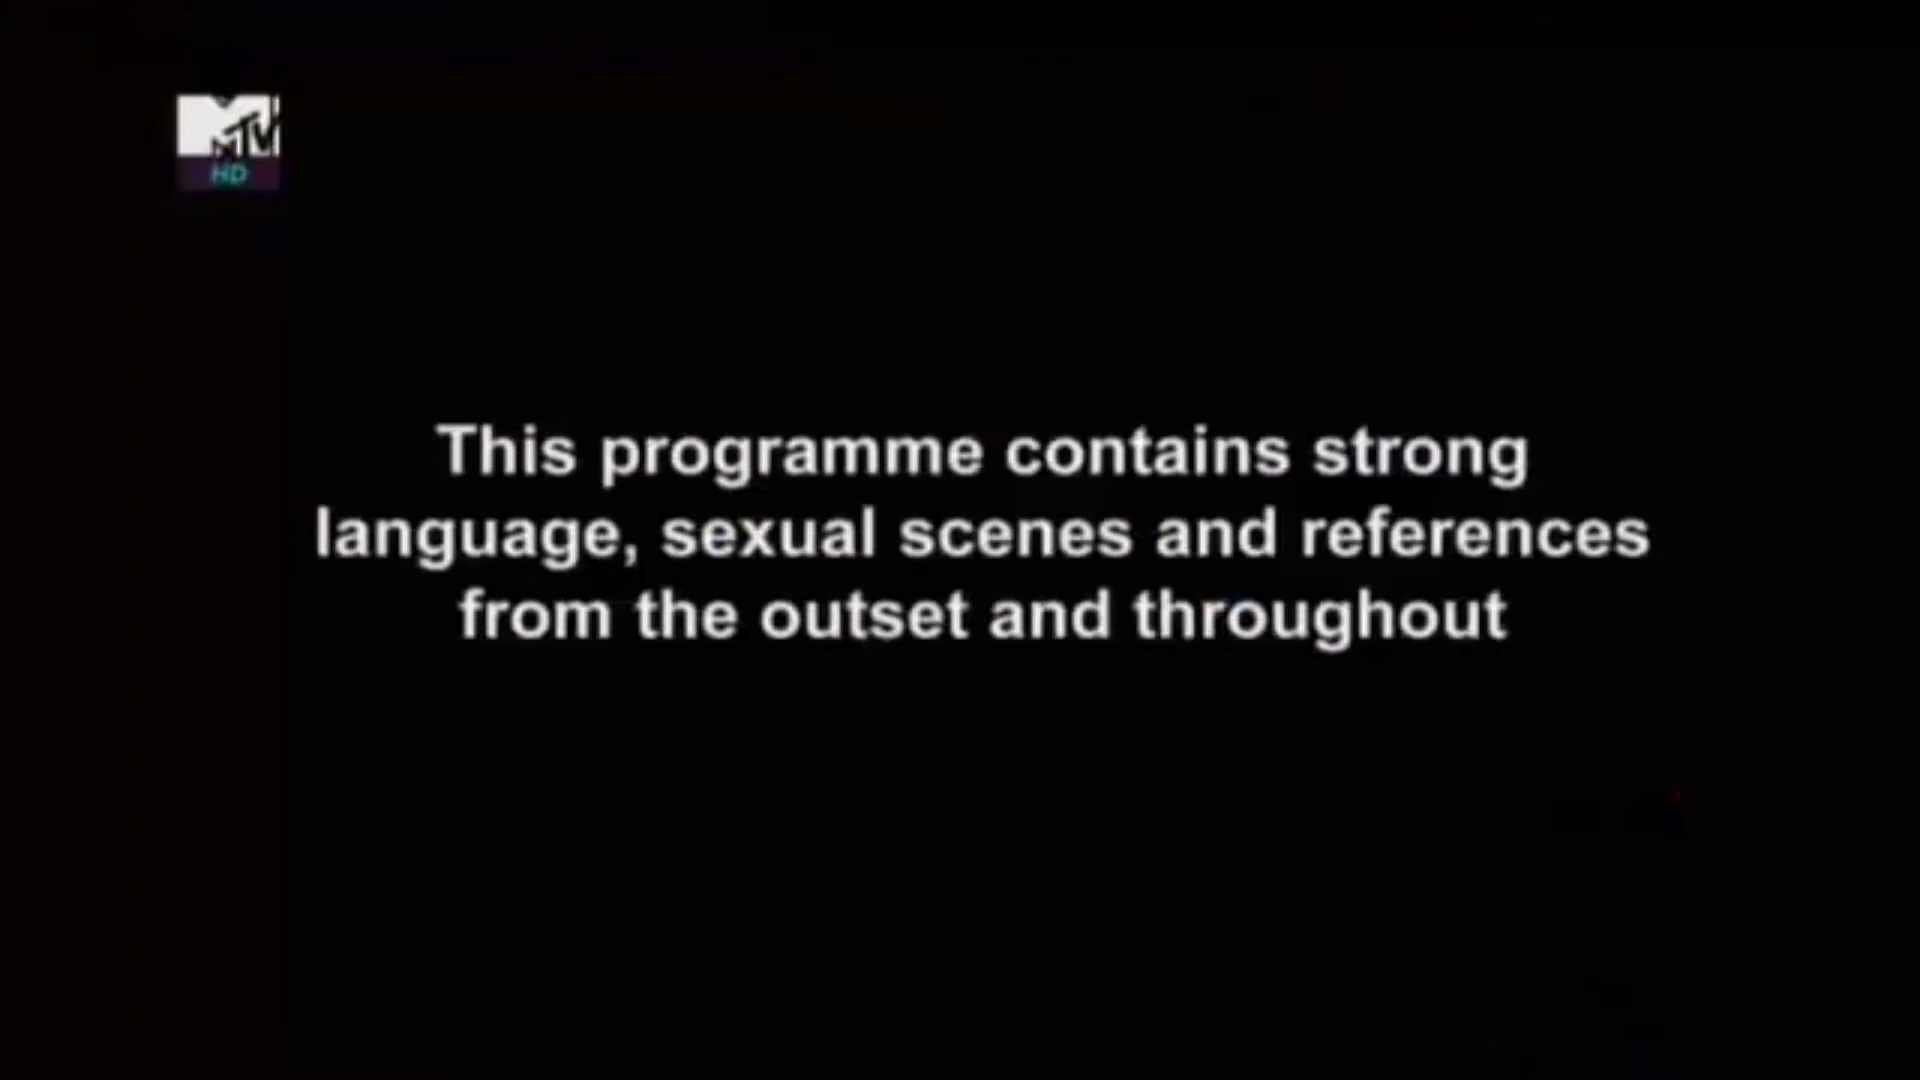 MTV
HD
This programme contains strong
language, sexual scenes and references
from the outset and throughout